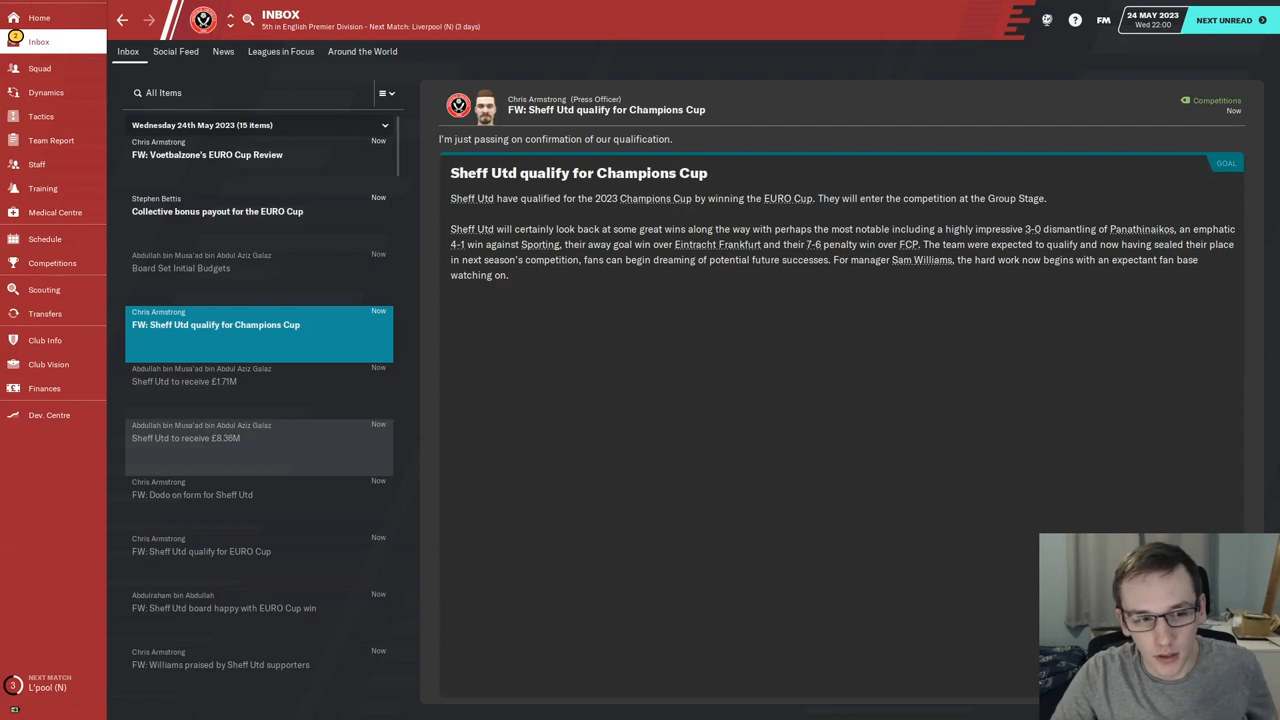 Home
Inbox
2
Squad
Dynamics
Tactics
Team Report
Staff
Training
Medical Centre
Schedule
Competitions
Scouting
Transfers
Club Info
Club Vision
Finances
Dev. Centre
3
NEXT MATCH
L'pool (N)
INBOX
5th in English Premier Division - Next Match: Liverpool (N) (3 days)
?
FM
24 MAY 2023
Wed 22:00
NEXT UNREAD
Inbox
Social Feed
News
Leagues in Focus
Around the World
All Items
Wednesday 24th May 2023 (15 items)
Chris Armstrong
Now
FW: Voetbalzone's EURO Cup Review
Stephen Bettis
Now
Collective bonus payout for the EURO Cup
Abdullah bin Musa'ad bin Abdul Aziz Galaz
Now
Board Set Initial Budgets
Chris Armstrong
Now
FW: Sheff Utd qualify for Champions Cup
Abdullah bin Musa'ad bin Abdul Aziz Galaz
Now
Sheff Utd to receive £1.71M
Abdullah bin Musa'ad bin Abdul Aziz Galaz
Now
Sheff Utd to receive £8.36M
Chris Armstrong
Now
FW: Dodo on form for Sheff Utd
Chris Armstrong
Now
FW: Sheff Utd qualify for EURO Cup
Abdulraham bin Abdullah
Now
FW: Sheff Utd board happy with EURO Cup win
Chris Armstrong
Now
FW: Williams praised by Sheff Utd supporters
Chris Armstrong (Press Officer)
FW: Sheff Utd qualify for Champions Cup
Competitions
Now
I'm just passing on confirmation of our qualification.
GOAL
Sheff Utd qualify for Champions Cup
Sheff Utd have qualified for the 2023 Champions Cup by winning the EURO Cup. They will enter the competition at the Group Stage.
Sheff Utd will certainly look back at some great wins along the way with perhaps the most notable including a highly impressive 3-0 dismantling of Panathinaikos, an emphatic
4-1 win against Sporting, their away goal win over Eintracht Frankfurt and their 7-6 penalty win over FCP. The team were expected to qualify and now having sealed their place
in next season's competition, fans can begin dreaming of potential future successes. For manager Sam Williams, the hard work now begins with an expectant fan base
watching on.